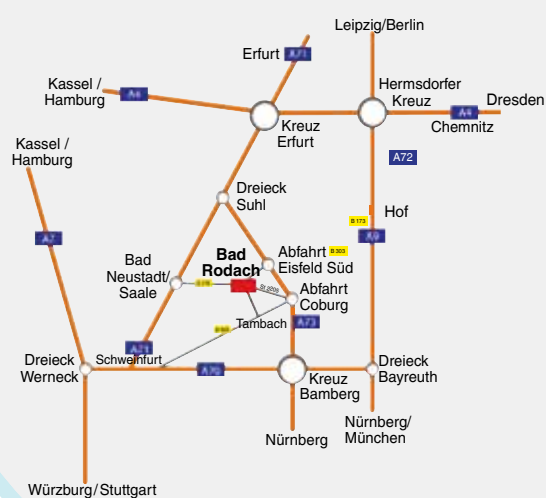 Leipzig/Berlin
Erfurt
A71
Kassel /
Hamburg
A4
Hermsdorfer
Kreuz
Dresden
A4
Chemnitz
Kreuz
Erfurt
Kassel /
Hamburg
A72
Dreieck
Suhl
Hof
B 173
A9
A7
Bad
Neustadt/
Saale
Bad
Rodach
Abfahrt
Eisfeld Süd
B 303
Abfahrt
Coburg
Tambach
A73
A71
Schweinfurt
Dreieck
Werneck
A70
Kreuz
Bamberg
Dreieck
Bayreuth
Nürnberg
Nürnberg/
München
Würzburg/Stuttgart